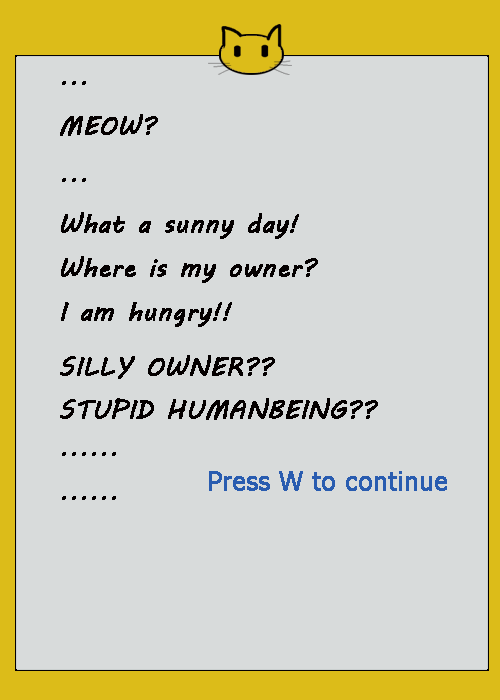 ...
MEOW?
...
What a sunny day!
Where is my owner?
I am hungry!!
SILLY OWNER??
STUPID HUMANBEING??
......
Press W to continue
......